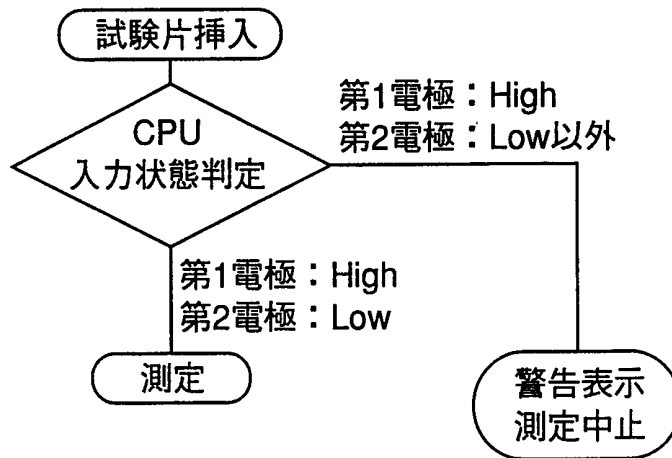 試験片挿入
第1電極：High
第2電極：Low以外
CPU
入力状態判定
第1電極：High
第2電極：Low
測定
警告表示
測定中止